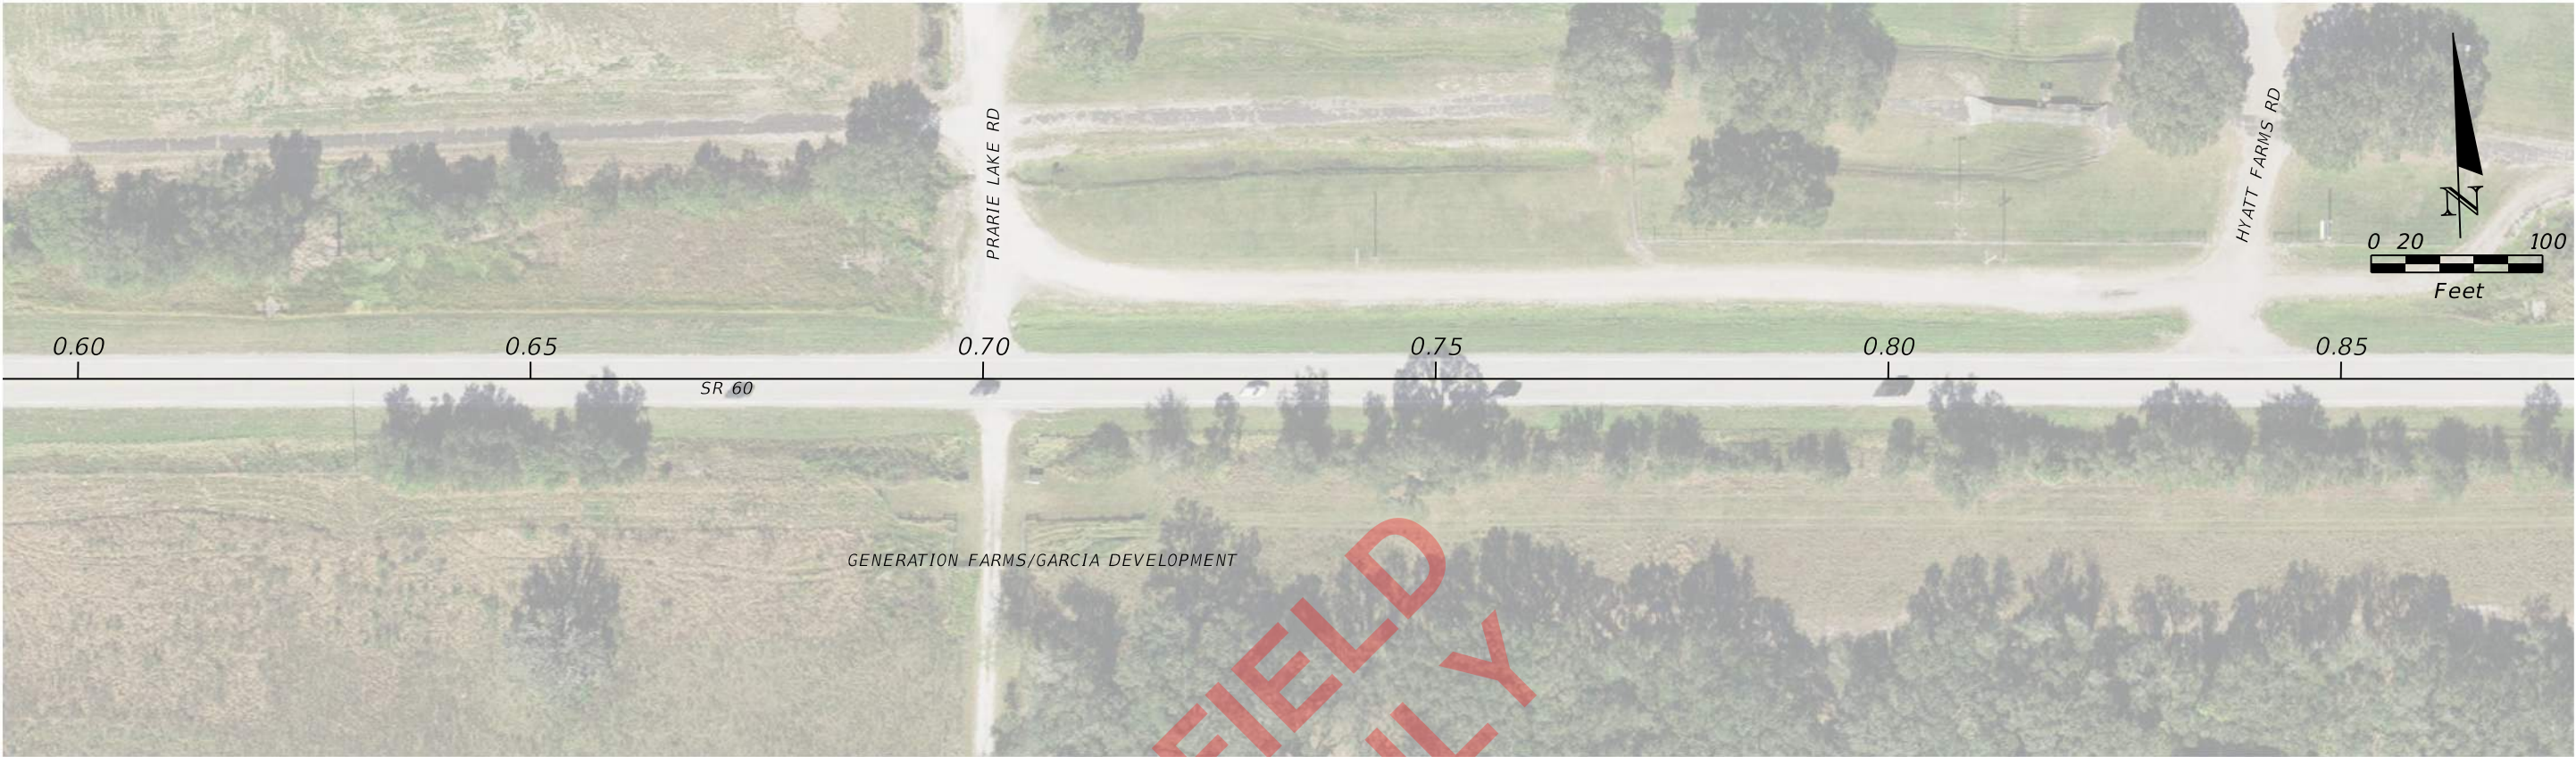 PRARIE LAKE RD
HYATT FARMS RD
N
0 20 100
Feet
0.60 0.65 0.70 0.75 0.80 0.85
SR 60
GENERATION FARMS/GARCIA DEVELOPMENT
FIELD